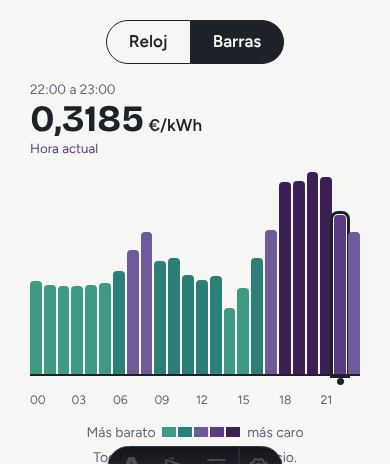 Reloj Barras
22:00 a 23:00
0,3185 €/kWh
Hora actual
00 03 06 09 12 15 18 21
Más barato más caro